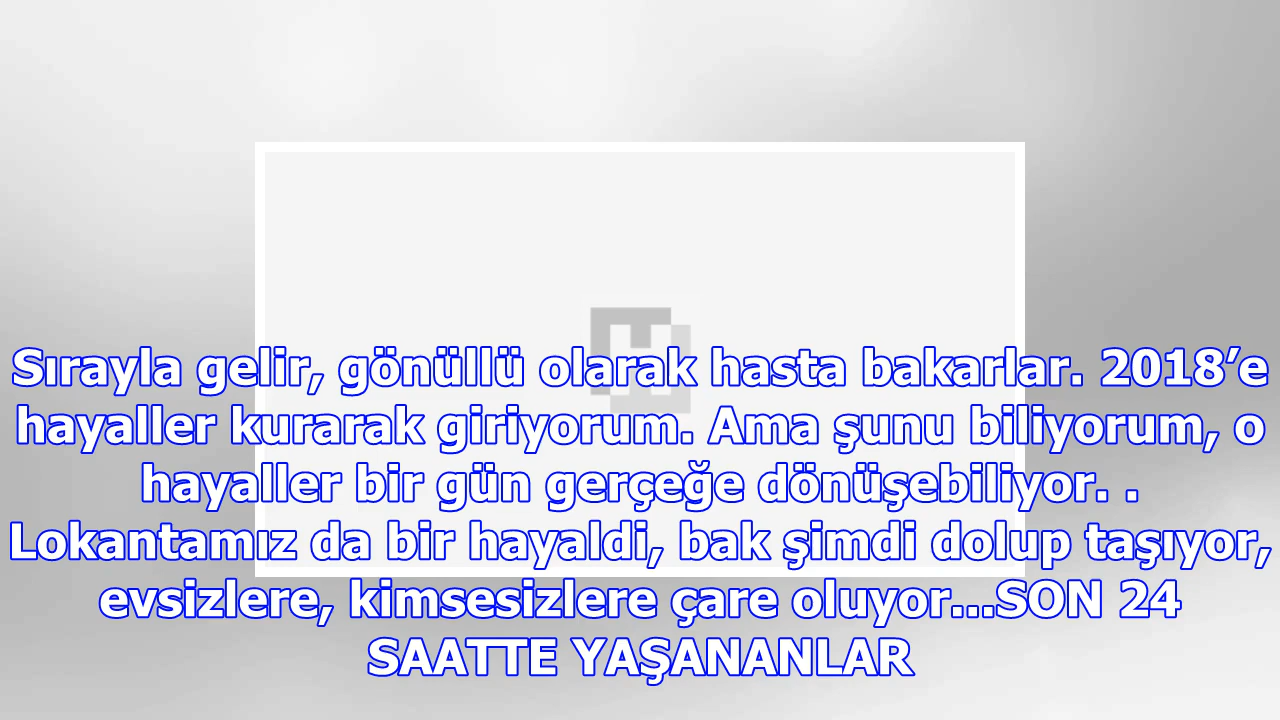 Sırayla gelir, gönüllü olarak hasta bakarlar. 2018’e
hayaller kurarak giriyorum. Ama şunu biliyorum, o
hayaller bir gün gerçeğe dönüşebiliyor. .
Lokantamız da bir hayaldi, bak şimdi dolup taşıyor,
evsizlere, kimsesizlere çare oluyor...SON 24
SAATTE YAŞANANLAR